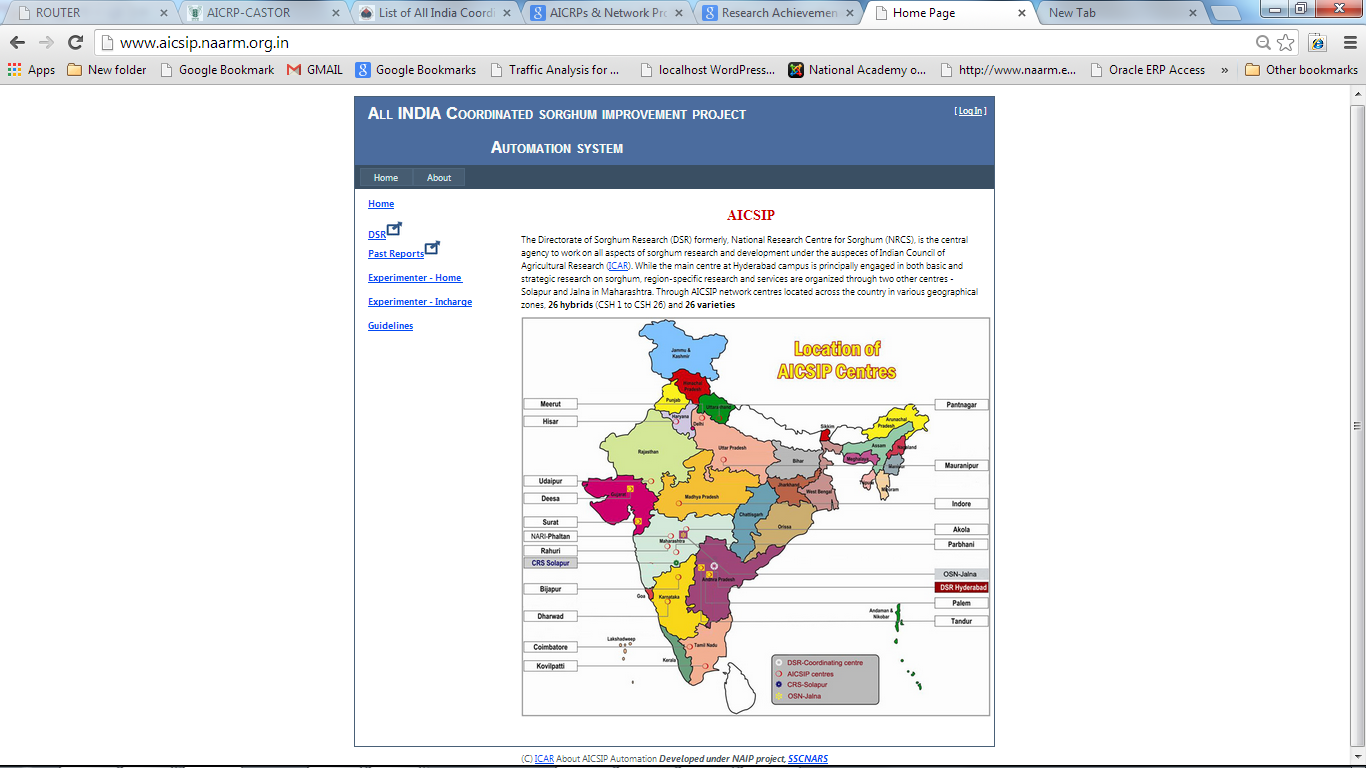 ROUTER
AICRP-CASTOR
List of All India Coordi
AICRPs & Network Pro
Research Achievemen
Home Page
New Tab
www.aicsip.naarm.org.in
Apps
New folder
Google Bookmark
GMAIL
Google Bookmarks
Traffic Analysis for ...
localhost WordPress...
National Academy o...
http://www.naarm.e...
Oracle ERP Access
»
Other bookmarks
All INDIA Coordinated sorghum improvement project
[ Log In ]
Automation system
Home
About
Home
DSR
Past Reports
Experimenter - Home
Experimenter - Incharge
Guidelines
AICSIP
The Directorate of Sorghum Research (DSR) formerly, National Research Centre for Sorghum (NRCS), is the central
agency to work on all aspects of sorghum research and development under the auspeces of Indian Council of
Agricultural Research (ICAR). While the main centre at Hyderabad campus is principally engaged in both basic and
strategic research on sorghum, region-specific research and services are organized through two other centres -
Solapur and Jalna in Maharashtra. Through AICSIP network centres located across the country in various geographical
zones, 26 hybrids (CSH 1 to CSH 26) and 26 varieties
Location of
AICSIP Centres
Jammu &
Kashmir
Himachal
Pradesh
Punjab
Uttarakhand
Haryana
Delhi
Rajasthan
Uttar Pradesh
Bihar
Sikkim
Arunachal
Pradesh
Assam
Nagaland
Meghalaya
Manipur
Tripura
Mizoram
Gujarat
Madhya Pradesh
Jharkhand
West Bengal
Chattisgarh
Orissa
Maharashtra
Andhra Pradesh
Goa
Karnataka
Kerala
Tamil Nadu
Lakshadweep
Andaman &
Nikobar
Meerut
Hisar
Udaipur
Deesa
Surat
NARI-Phaltan
Rahuri
CRS Solapur
Bijapur
Dharwad
Coimbatore
Kovilpatti
Pantnagar
Mauranipur
Indore
Akola
Parbhani
OSN-Jalna
DSR Hyderabad
Palem
Tandur
DSR-Coordinating centre
AICSIP centres
CRS-Solapur
OSN-Jalna
(C) ICAR About AICSIP Automation Developed under NAIP project, SSCNARS